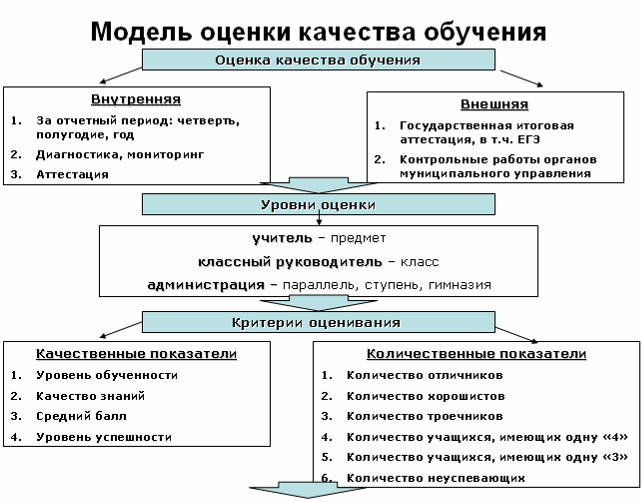 Модель оценки качества обучения
Оценка качества обучения
Внутренняя
1. За отчетный период: четверть,
полугодие, год
2. Диагностика, мониторинг
3. Аттестация
Внешняя
1. Государственная итоговая
аттестация, в т.ч. ЕГЭ
2. Контрольные работы органов
муниципального управления
Уровни оценки
учитель – предмет
классный руководитель – класс
администрация – параллель, ступень, гимназия
Критерии оценивания
Качественные показатели
1. Уровень обученности
2. Качество знаний
3. Средний балл
4. Уровень успешности
Количественные показатели
1. Количество отличников
2. Количество хорошистов
3. Количество троечников
4. Количество учащихся, имеющих одну «4»
5. Количество учащихся, имеющих одну «3»
6. Количество неуспевающих